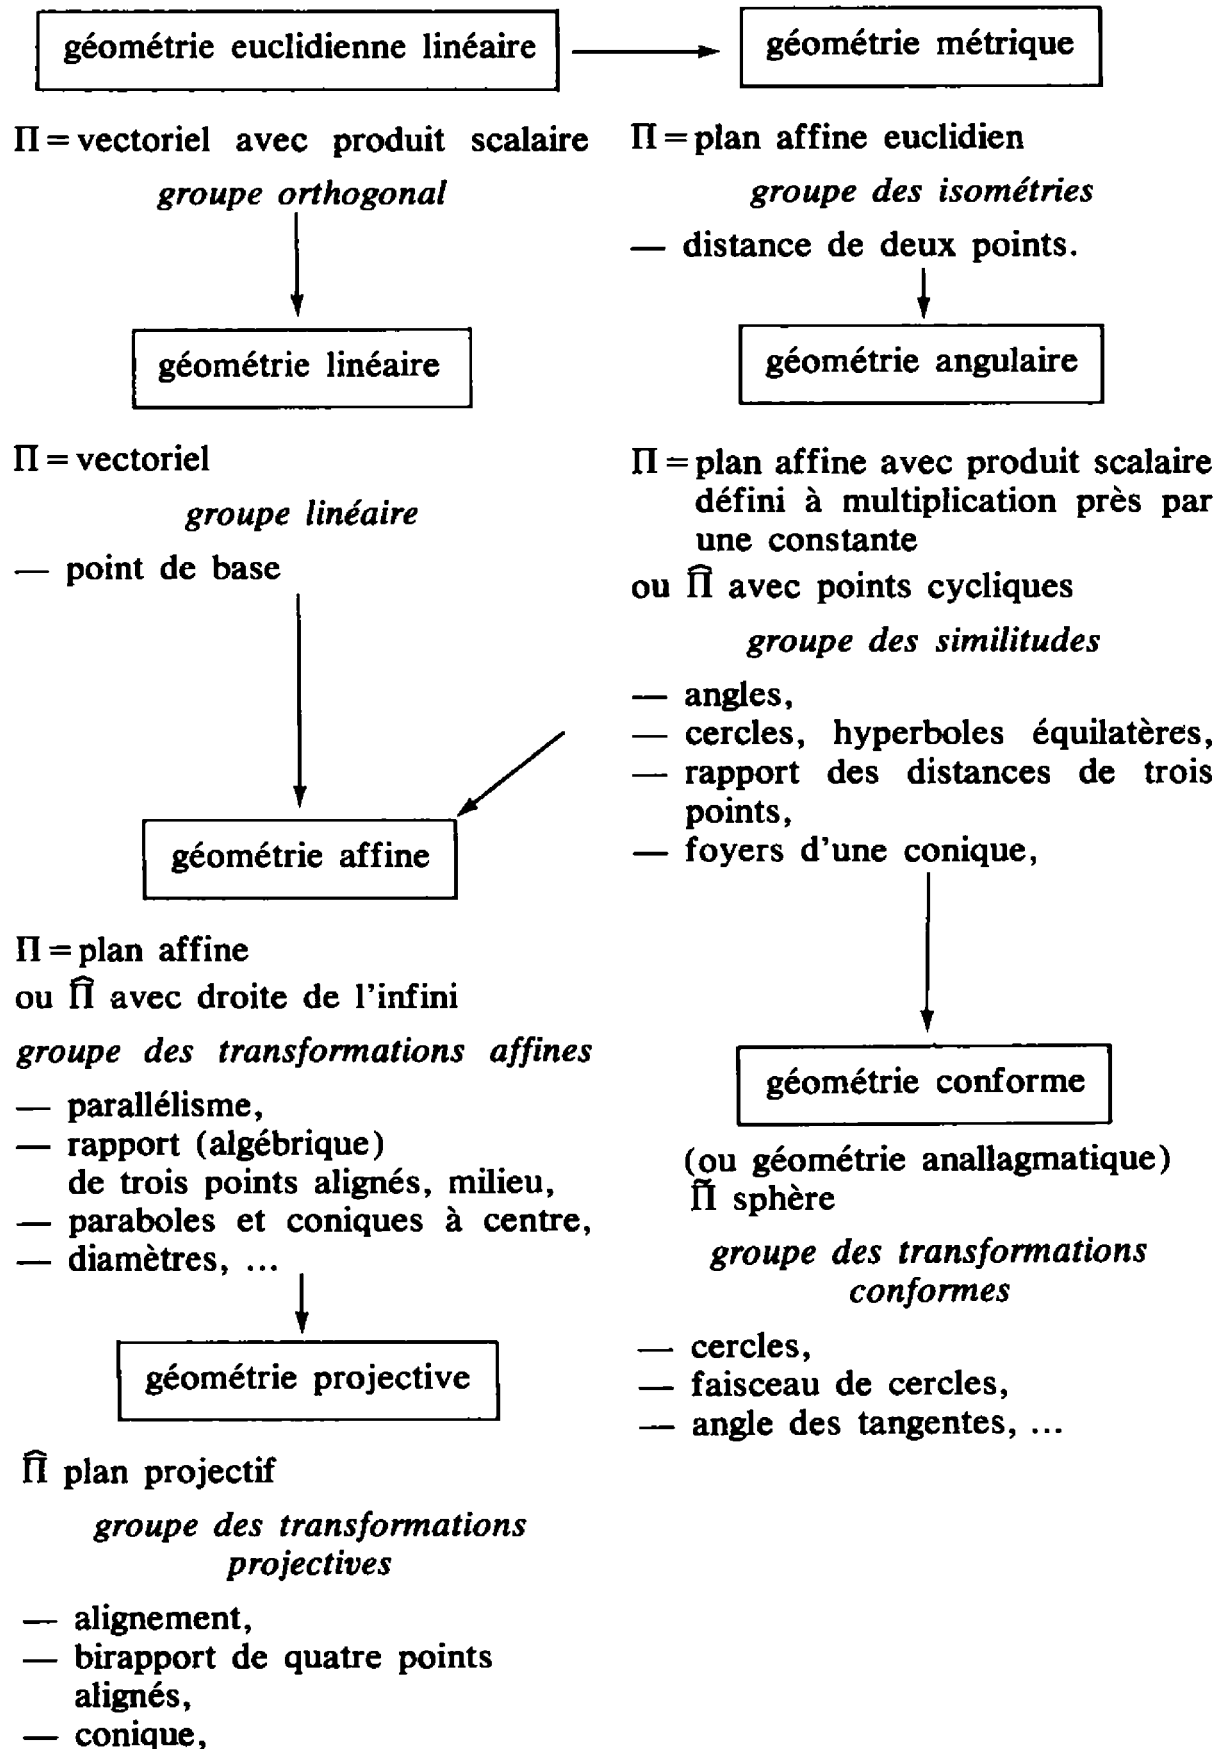 géométrie euclidienne linéaire
Π = vectoriel avec produit scalaire
groupe orthogonal
géométrie linéaire
Π = vectoriel
groupe linéaire
— point de base
géométrie affine
Π = plan affine
ou Π̂ avec droite de l'infini
groupe des transformations affines
— parallélisme,
— rapport (algébrique)
de trois points alignés, milieu,
— paraboles et coniques à centre,
— diamètres, ...
géométrie projective
Π̂ plan projectif
groupe des transformations
projectives
— alignement,
— birapport de quatre points
alignés,
— conique,
géométrie métrique
Π = plan affine euclidien
groupe des isométries
— distance de deux points.
géométrie angulaire
Π = plan affine avec produit scalaire
défini à multiplication près par
une constante
ou Π̂ avec points cycliques
groupe des similitudes
— angles,
— cercles, hyperboles équilatères,
— rapport des distances de trois
points,
— foyers d'une conique,
géométrie conforme
(ou géométrie anallagmatique)
Π̃ sphère
groupe des transformations
conformes
— cercles,
— faisceau de cercles,
— angle des tangentes, ...